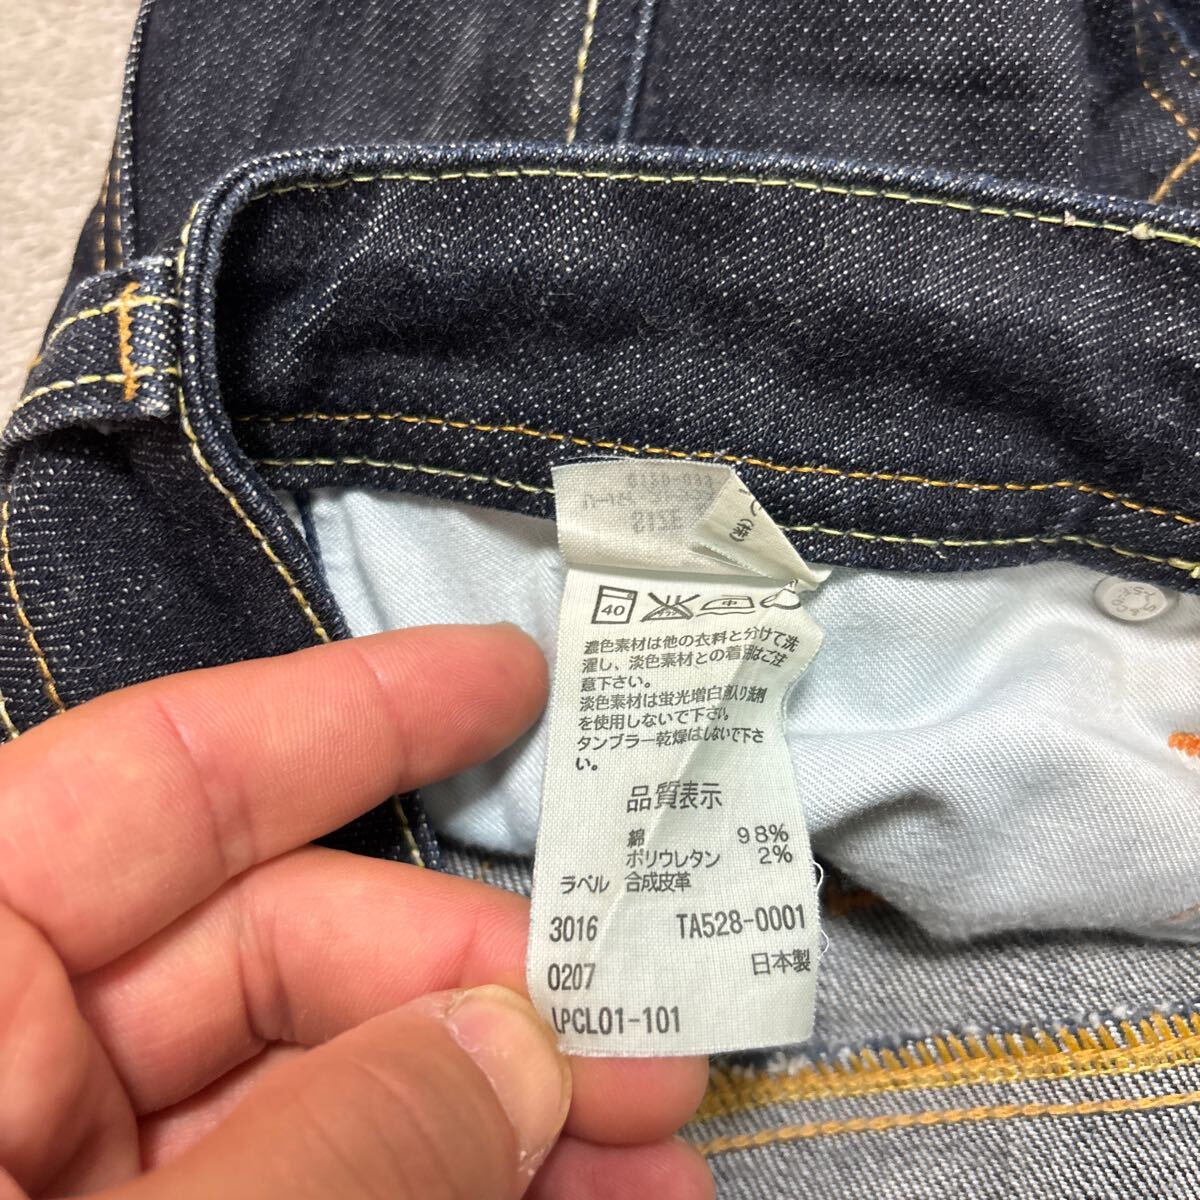 SIZE
(株)
40
中
濃色素材は他の衣料と分けて洗
濯し、淡色素材との着用はご注
意下さい。
淡色素材は蛍光増白剤入り洗剤
を使用しないで下さい。
タンブラー乾燥はしないで下さ
い。
品質表示
綿 98%
ポリウレタン 2%
ラベル 合成皮革
3016 TA528-0001
0207 日本製
LPCL01-101